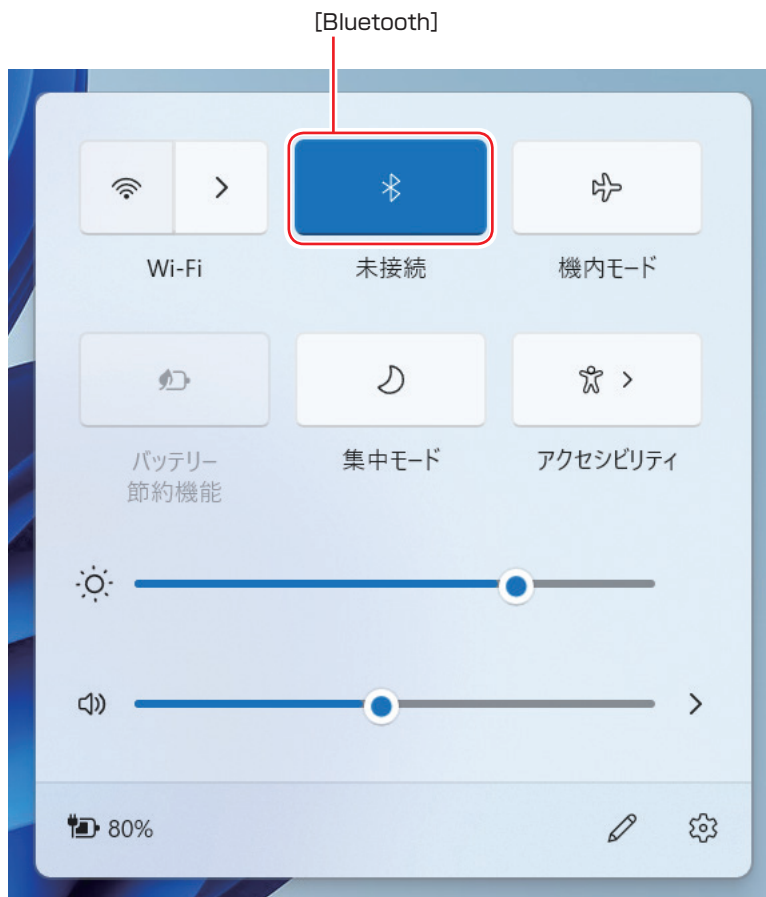 [Bluetooth]
Wi-Fi
未接続
機内モード
バッテリー
節約機能
集中モード
アクセシビリティ
80%